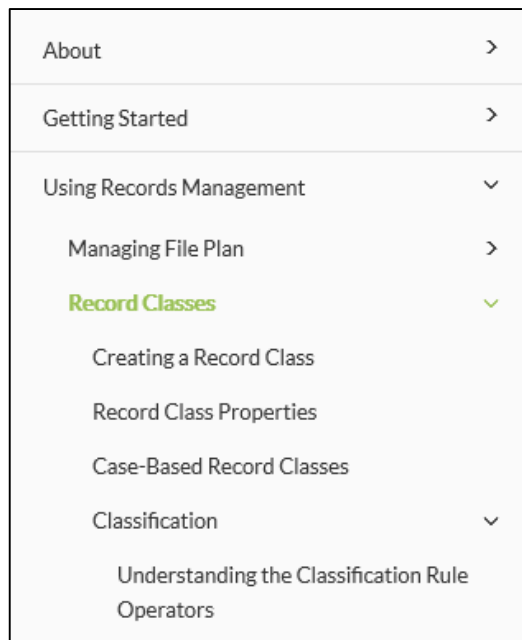 About
Getting Started
Using Records Management
Managing File Plan
Record Classes
Creating a Record Class
Record Class Properties
Case-Based Record Classes
Classification
Understanding the Classification Rule
Operators